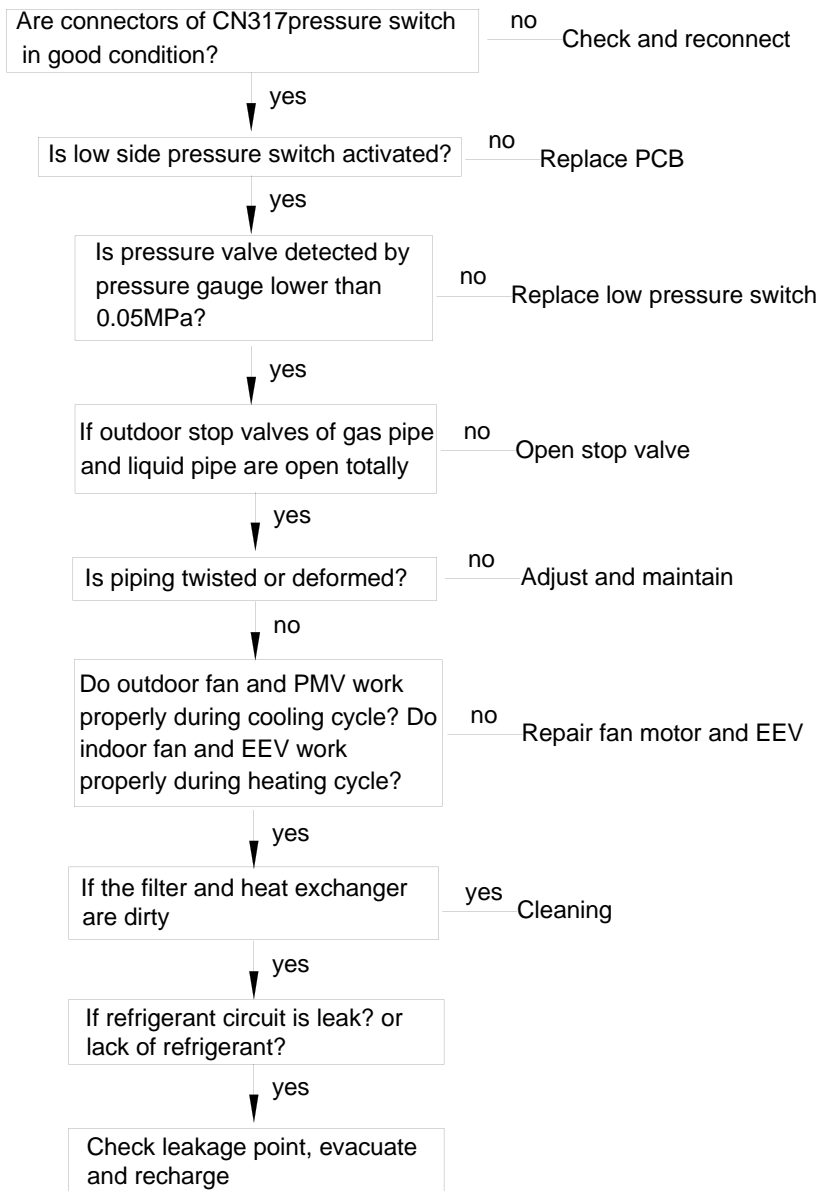 Are connectors of CN317pressure switch
in good condition?
no
Check and reconnect
yes
Is low side pressure switch activated?
no
Replace PCB
yes
Is pressure valve detected by
pressure gauge lower than
0.05MPa?
no
Replace low pressure switch
yes
If outdoor stop valves of gas pipe
and liquid pipe are open totally
no
Open stop valve
yes
Is piping twisted or deformed?
no
Adjust and maintain
no
Do outdoor fan and PMV work
properly during cooling cycle? Do
indoor fan and EEV work
properly during heating cycle?
no
Repair fan motor and EEV
yes
If the filter and heat exchanger
are dirty
yes
Cleaning
yes
If refrigerant circuit is leak? or
lack of refrigerant?
yes
Check leakage point, evacuate
and recharge